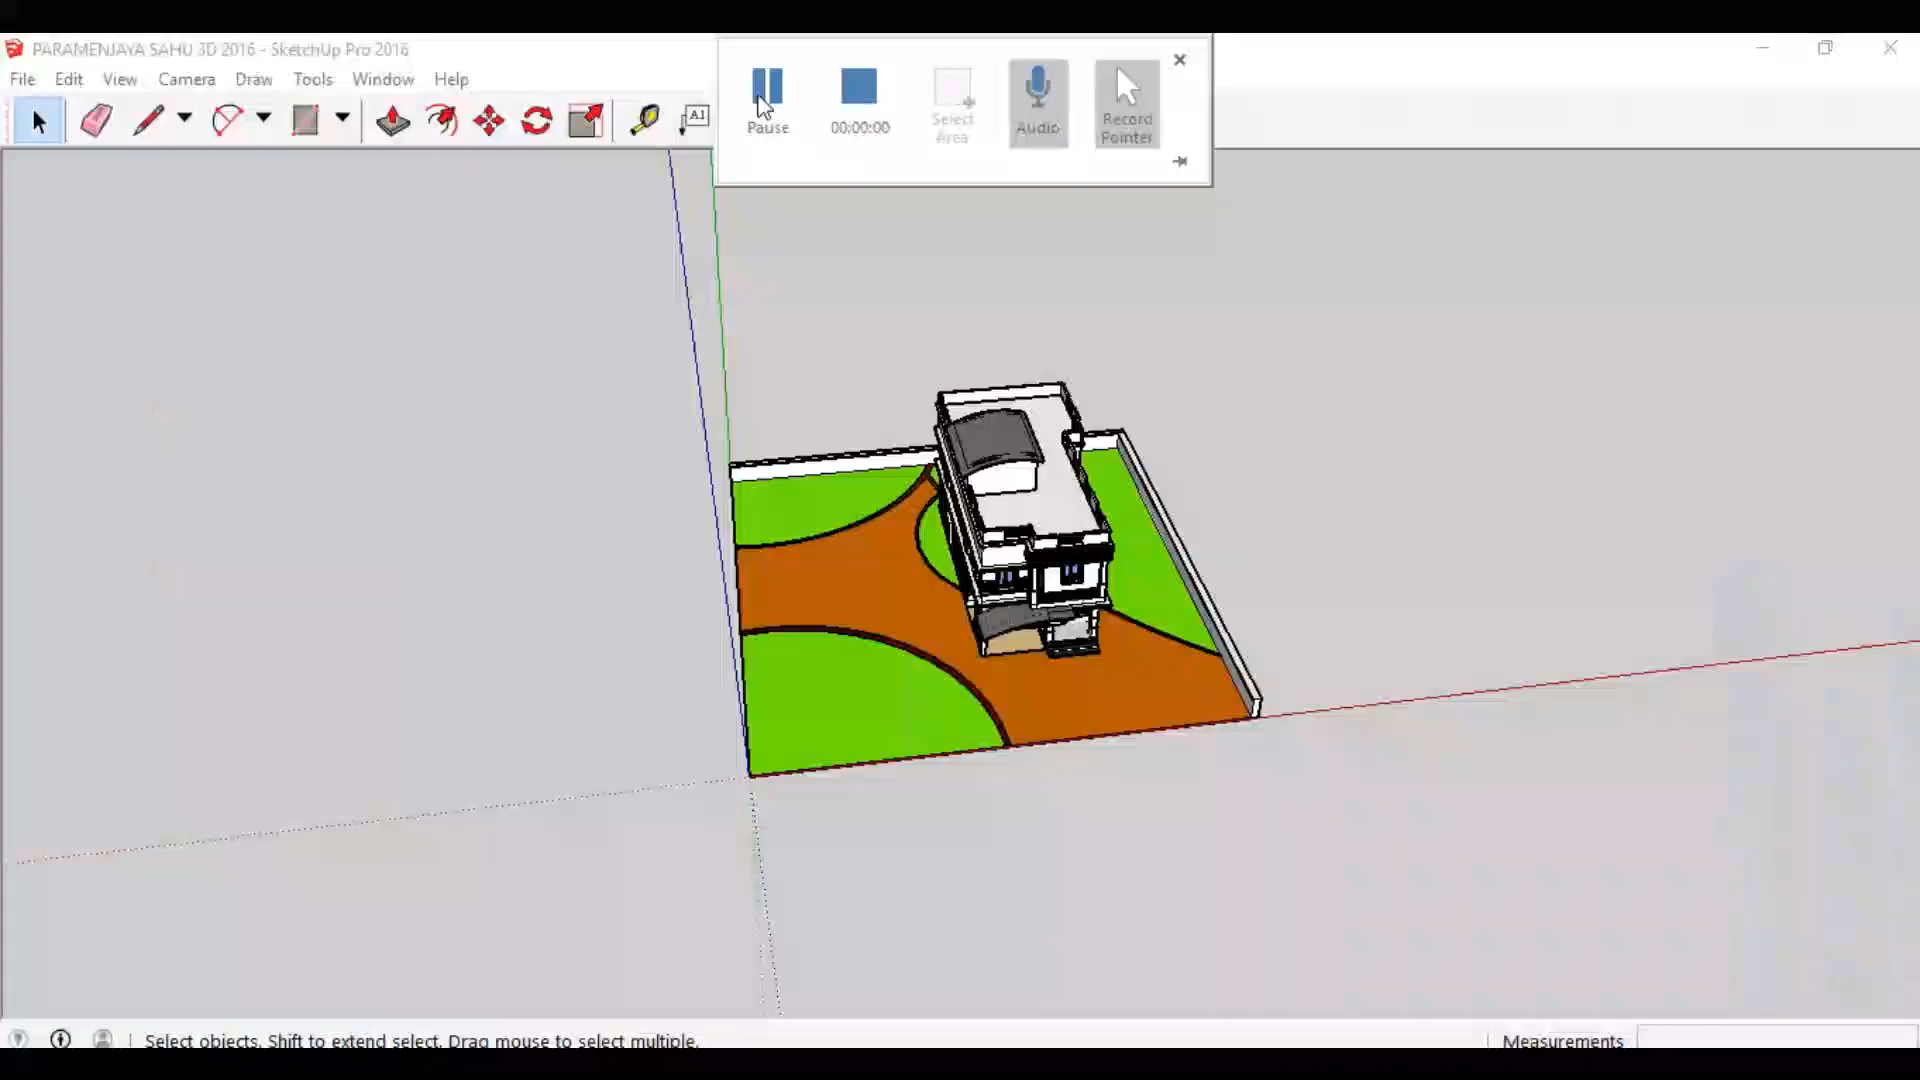 PARAMENJAYA SAHU 3D 2016 - SketchUp Pro 2016
File Edit View Camera Draw Tools Window Help
A1
Pause
00:00:00
Select
Area
Audio
Record
Pointer
Select objects. Shift to extend select. Drag mouse to select multiple.
Measurements